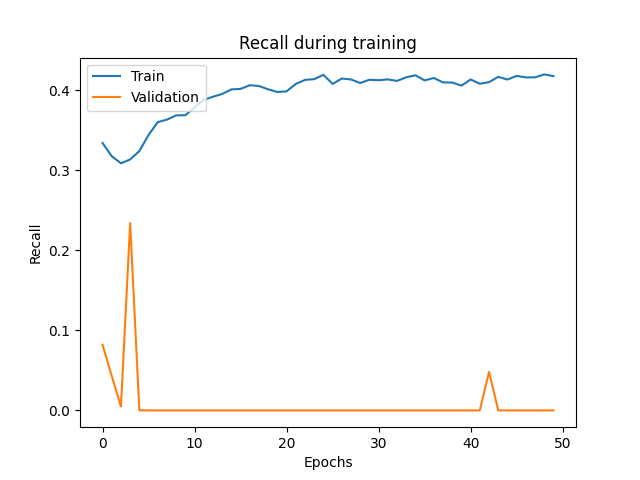 Recall during training
Train
Validation
0.4
0.3
0.2
0.1
0.0
Recall
0 10 20 30 40 50
Epochs